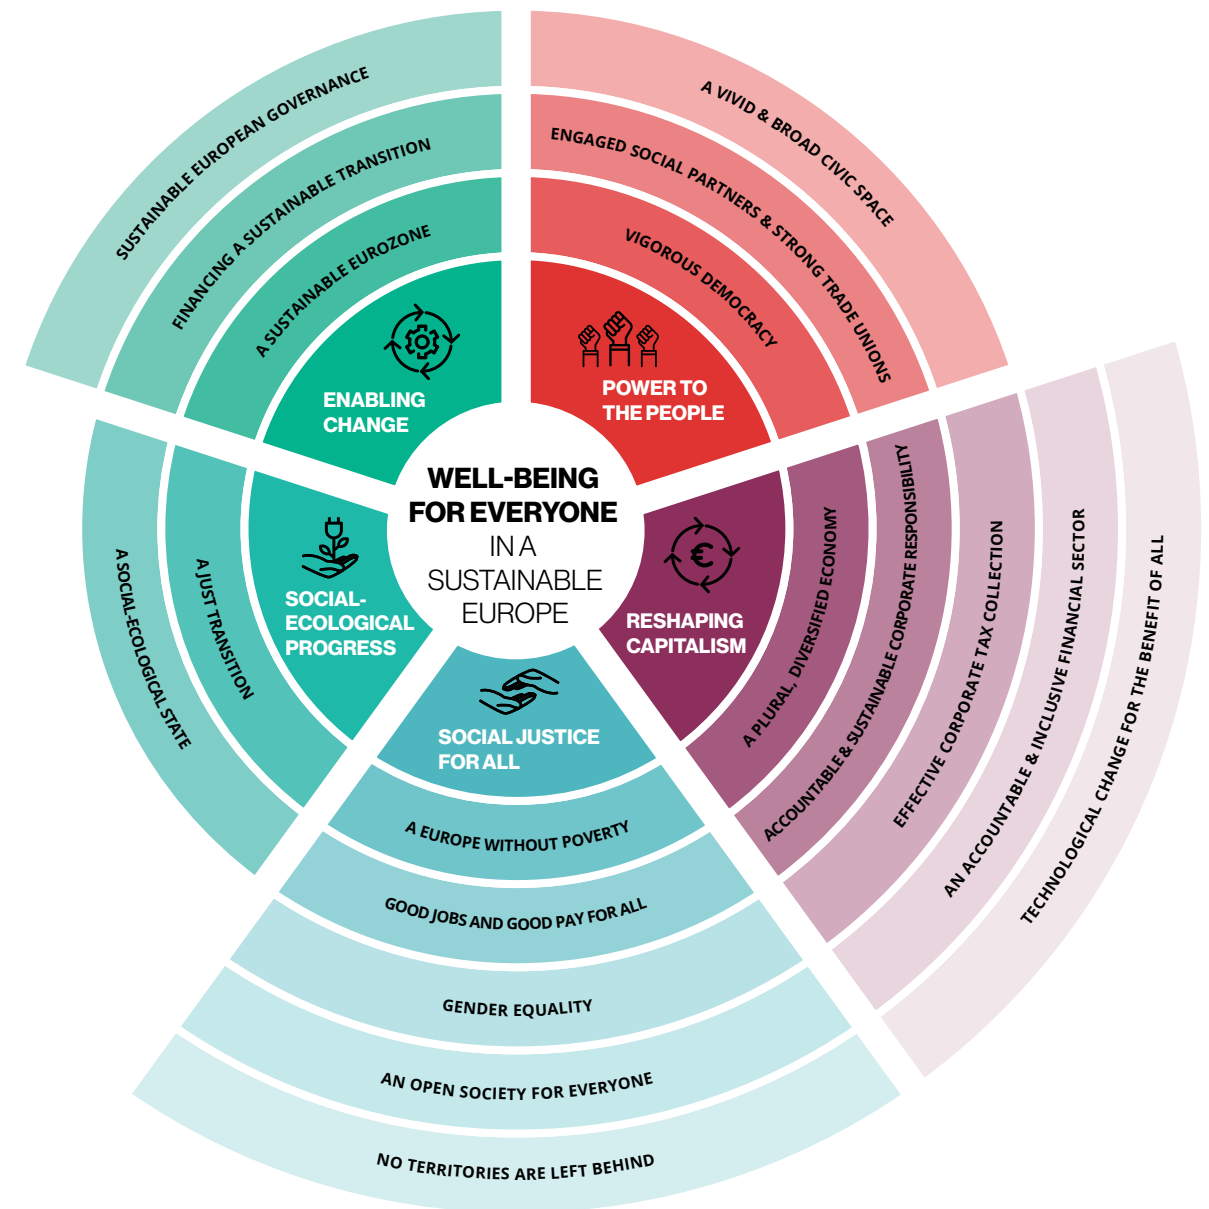 WELL-BEING
FOR EVERYONE
IN A
SUSTAINABLE
EUROPE
POWER TO
THE PEOPLE
VIGOROUS DEMOCRACY
ENGAGED SOCIAL PARTNERS & STRONG TRADE UNIONS
A VIVID & BROAD CIVIC SPACE
RESHAPING
CAPITALISM
€
A PLURAL, DIVERSIFIED ECONOMY
ACCOUNTABLE & SUSTAINABLE CORPORATE RESPONSIBILITY
EFFECTIVE CORPORATE TAX COLLECTION
AN ACCOUNTABLE & INCLUSIVE FINANCIAL SECTOR
TECHNOLOGICAL CHANGE FOR THE BENEFIT OF ALL
SOCIAL JUSTICE
FOR ALL
A EUROPE WITHOUT POVERTY
GOOD JOBS AND GOOD PAY FOR ALL
GENDER EQUALITY
AN OPEN SOCIETY FOR EVERYONE
NO TERRITORIES ARE LEFT BEHIND
SOCIAL-
ECOLOGICAL
PROGRESS
A JUST TRANSITION
A SOCIAL-ECOLOGICAL STATE
ENABLING
CHANGE
A SUSTAINABLE EUROZONE
FINANCING A SUSTAINABLE TRANSITION
SUSTAINABLE EUROPEAN GOVERNANCE